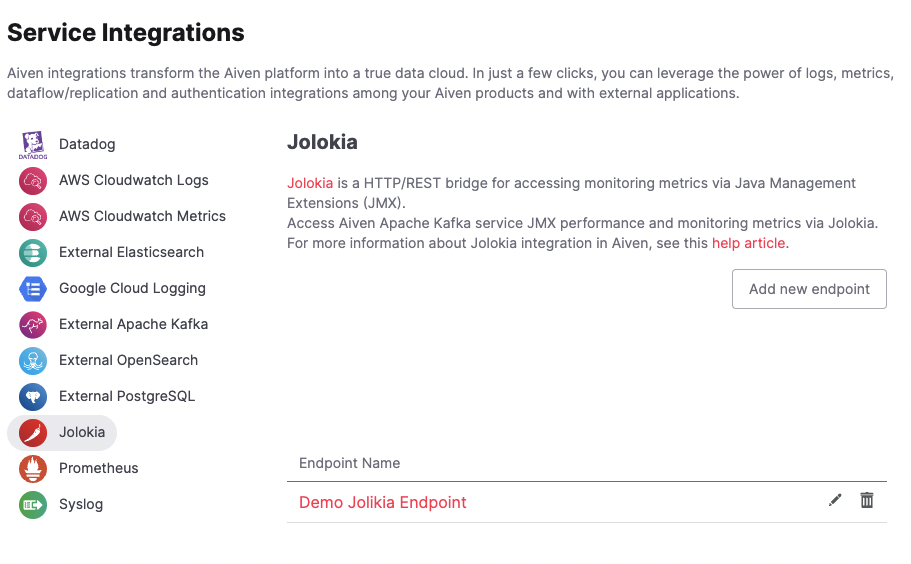 Service Integrations
Aiven integrations transform the Aiven platform into a true data cloud. In just a few clicks, you can leverage the power of logs, metrics,
dataflow/replication and authentication integrations among your Aiven products and with external applications.
DATADOG
Datadog
AWS Cloudwatch Logs
AWS Cloudwatch Metrics
External Elasticsearch
Google Cloud Logging
External Apache Kafka
External OpenSearch
External PostgreSQL
Jolokia
Prometheus
Syslog
Jolokia
Jolokia is a HTTP/REST bridge for accessing monitoring metrics via Java Management
Extensions (JMX).
Access Aiven Apache Kafka service JMX performance and monitoring metrics via Jolokia.
For more information about Jolokia integration in Aiven, see this help article.
Add new endpoint
Endpoint Name
Demo Jolikia Endpoint